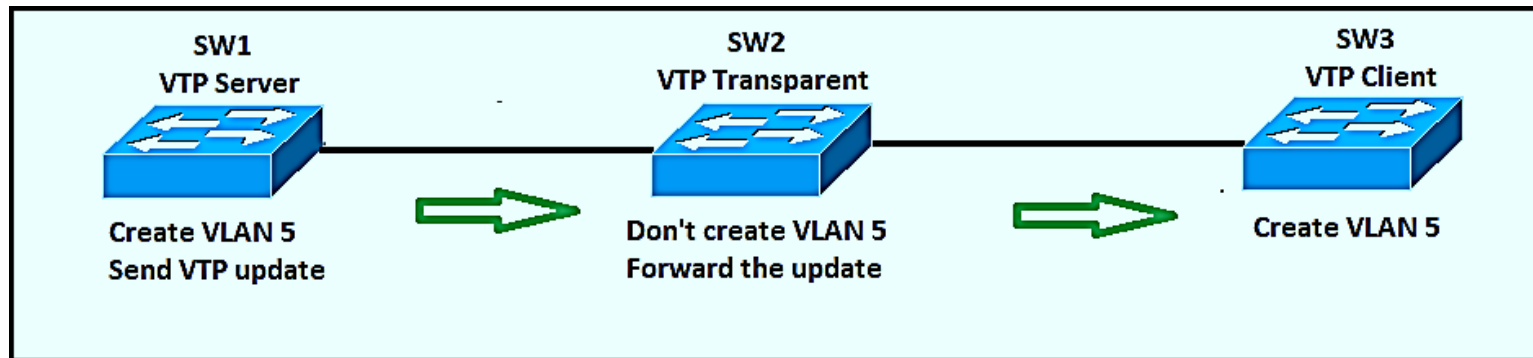 SW1
VTP Server
SW2
VTP Transparent
SW3
VTP Client
Create VLAN 5
Send VTP update
Don't create VLAN 5
Forward the update
Create VLAN 5